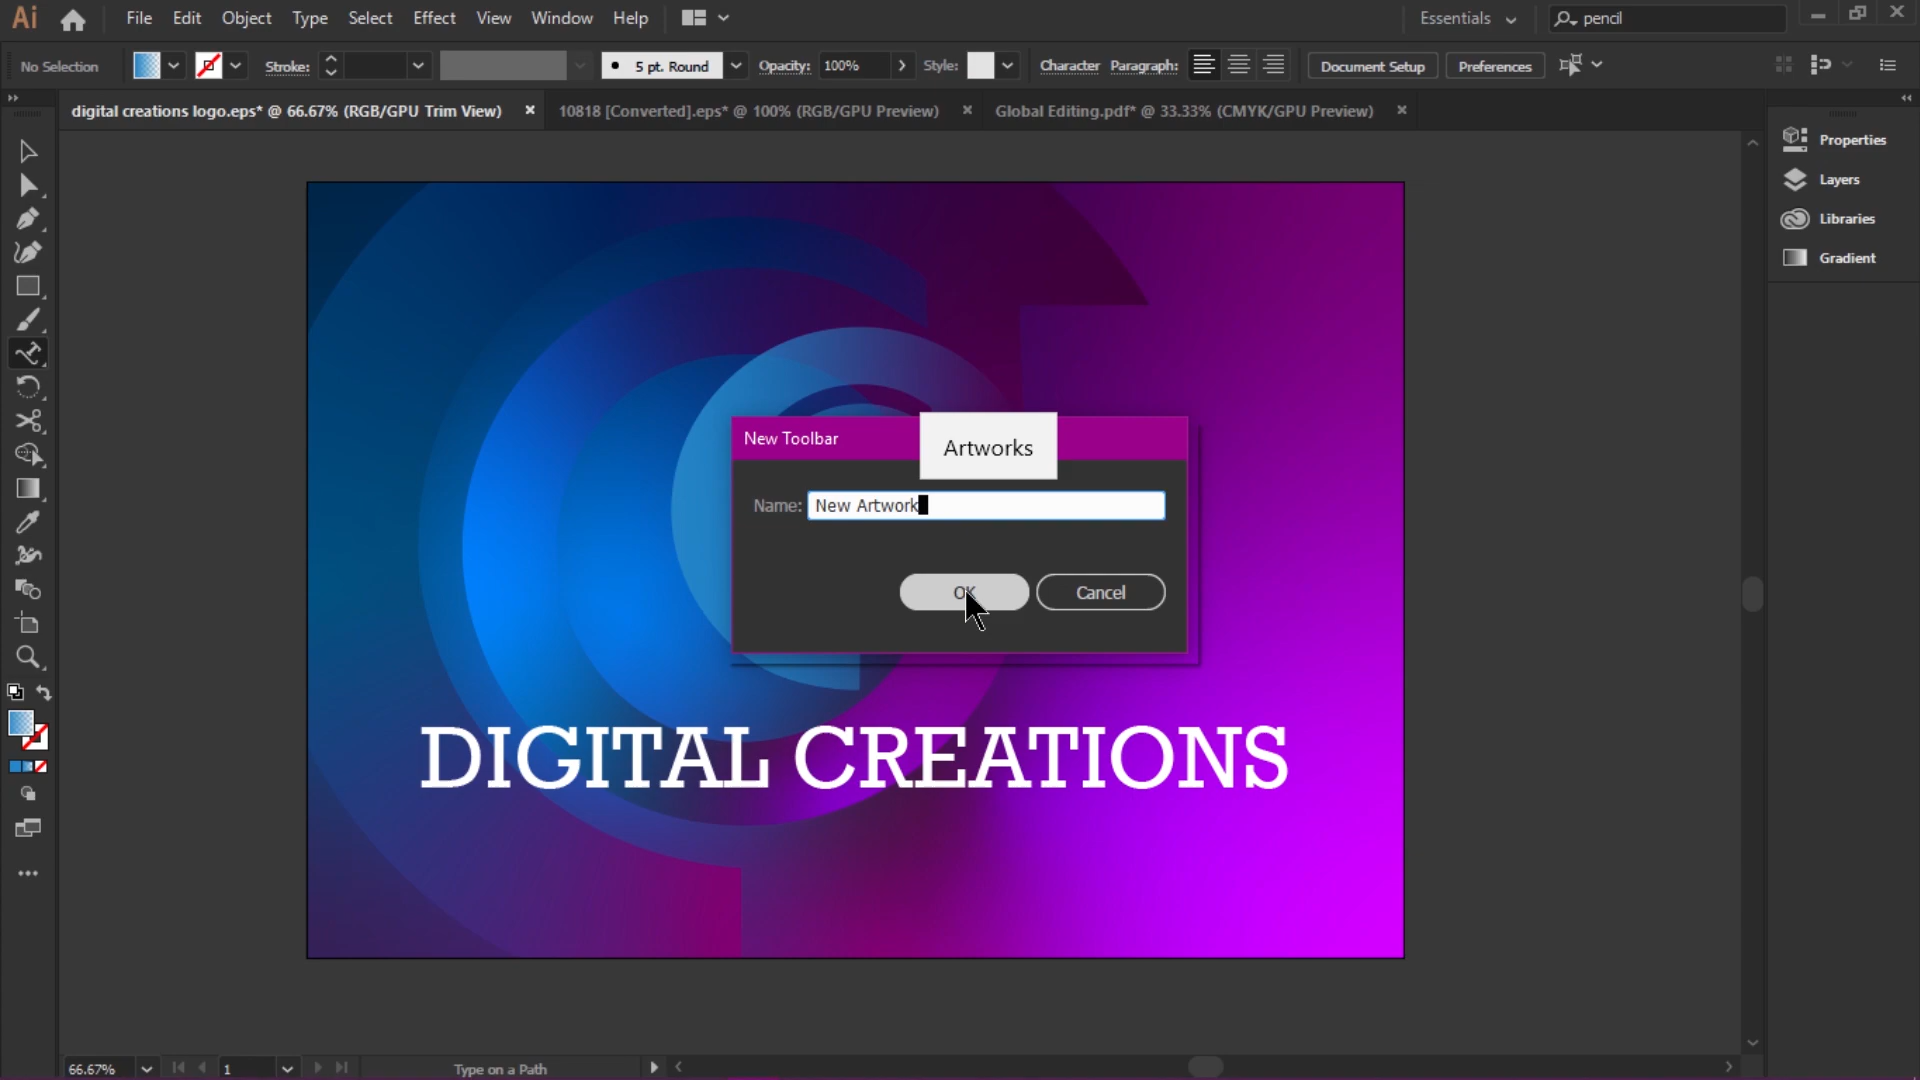 Ai File Edit Object Type Select Effect View Window Help Essentials pencil
No Selection Stroke: 5 pt. Round Opacity: 100% Style: Character Paragraph: Document Setup Preferences
digital creations logo.eps* @ 66.67% (RGB/GPU Trim View) 10818 [Converted].eps* @ 100% (RGB/GPU Preview) Global Editing.pdf* @ 33.33% (CMYK/GPU Preview)
Properties
Layers
Libraries
Gradient
New Toolbar
Artworks
Name: New Artwork
OK Cancel
DIGITAL CREATIONS
66.67% 1 Type on a Path